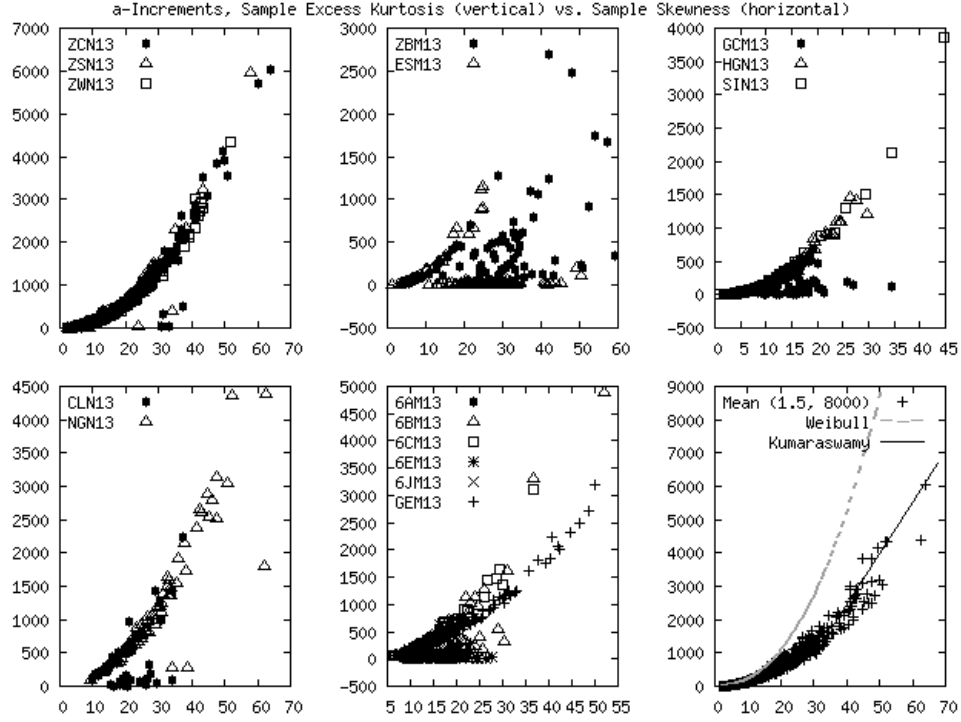 a-Increments, Sample Excess Kurtosis (vertical) vs. Sample Skewness (horizontal)
7000
6000
5000
4000
3000
2000
1000
0
ZCN13
ZSN13
ZWN13
0 10 20 30 40 50 60 70
3000
2500
2000
1500
1000
500
0
-500
ZBM13
ESM13
0 10 20 30 40 50 60
4000
3500
3000
2500
2000
1500
1000
500
0
-500
GCM13
HGN13
SIN13
0 5 10 15 20 25 30 35 40 45
4500
4000
3500
3000
2500
2000
1500
1000
500
0
CLN13
NGN13
0 10 20 30 40 50 60 70
5000
4500
4000
3500
3000
2500
2000
1500
1000
500
0
-500
6AM13
6BM13
6CM13
6EM13
6JM13
GEM13
5 10 15 20 25 30 35 40 45 50 55
9000
8000
7000
6000
5000
4000
3000
2000
1000
0
Mean (1.5, 8000)
Weibull
Kumaraswamy
0 10 20 30 40 50 60 70